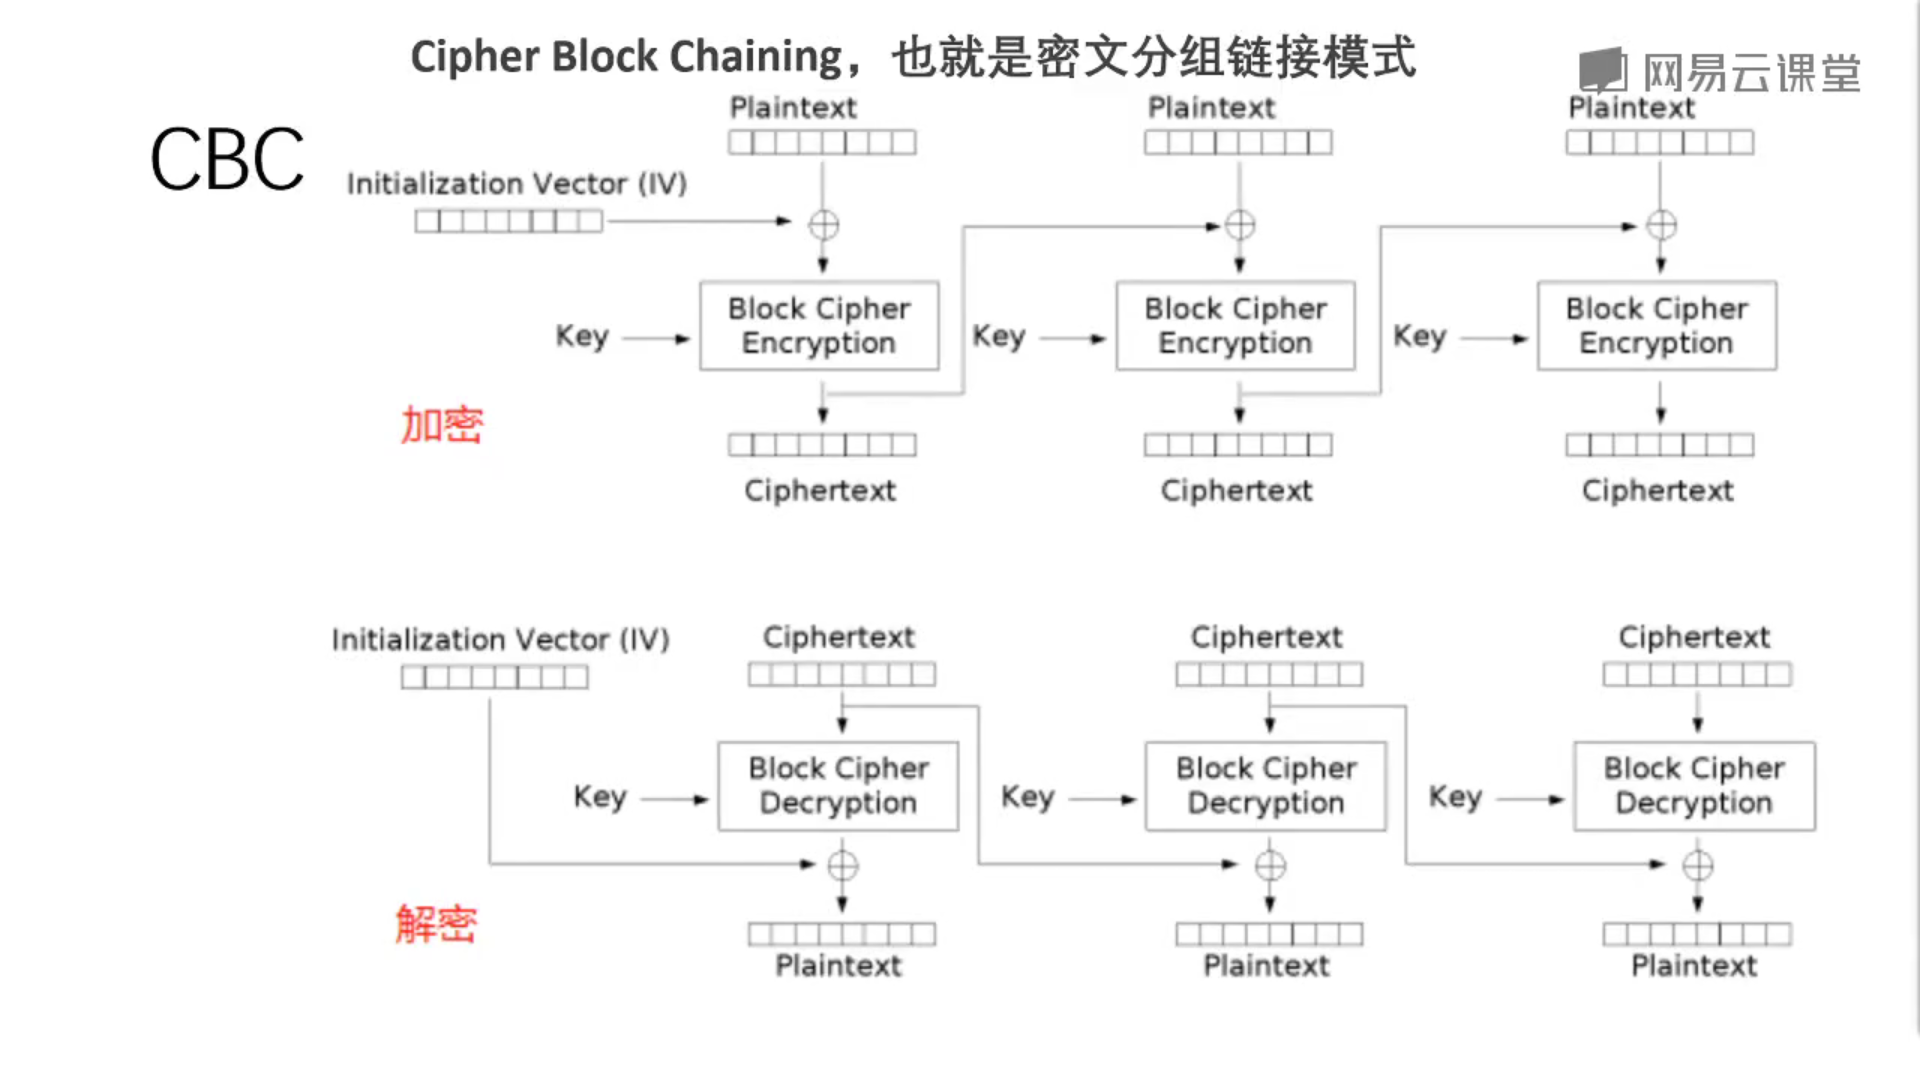 Cipher Block Chaining，也就是密文分组链接模式
网易云课堂
CBC
Plaintext
Plaintext
Plaintext
Initialization Vector (IV)
Key
Block Cipher
Encryption
Key
Block Cipher
Encryption
Key
Block Cipher
Encryption
加密
Ciphertext
Ciphertext
Ciphertext
Initialization Vector (IV)
Ciphertext
Ciphertext
Ciphertext
Key
Block Cipher
Decryption
Key
Block Cipher
Decryption
Key
Block Cipher
Decryption
解密
Plaintext
Plaintext
Plaintext